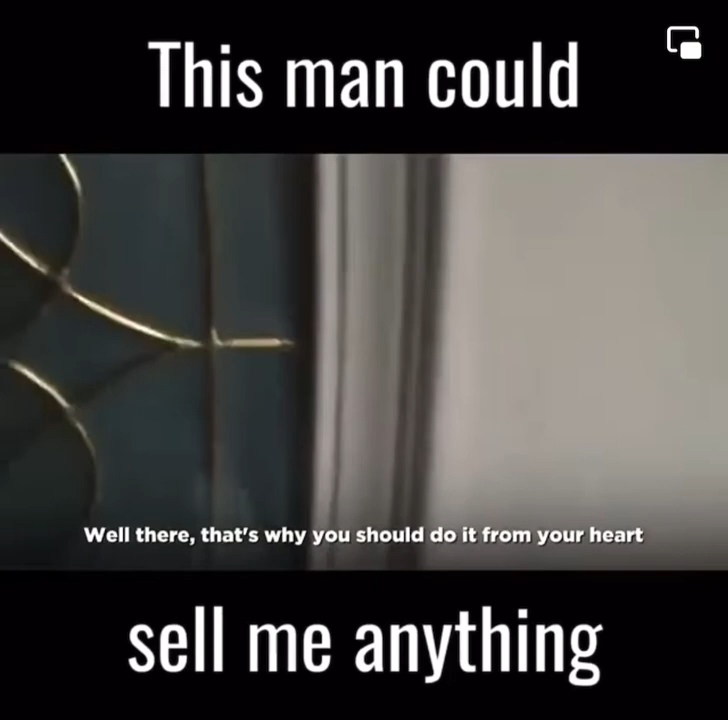 This man could
Well there, that's why you should do it from your heart
sell me anything